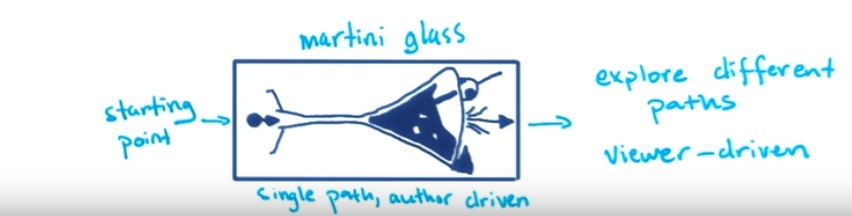 martini glass
starting
point
explore different
paths
viewer-driven
single path, author driven